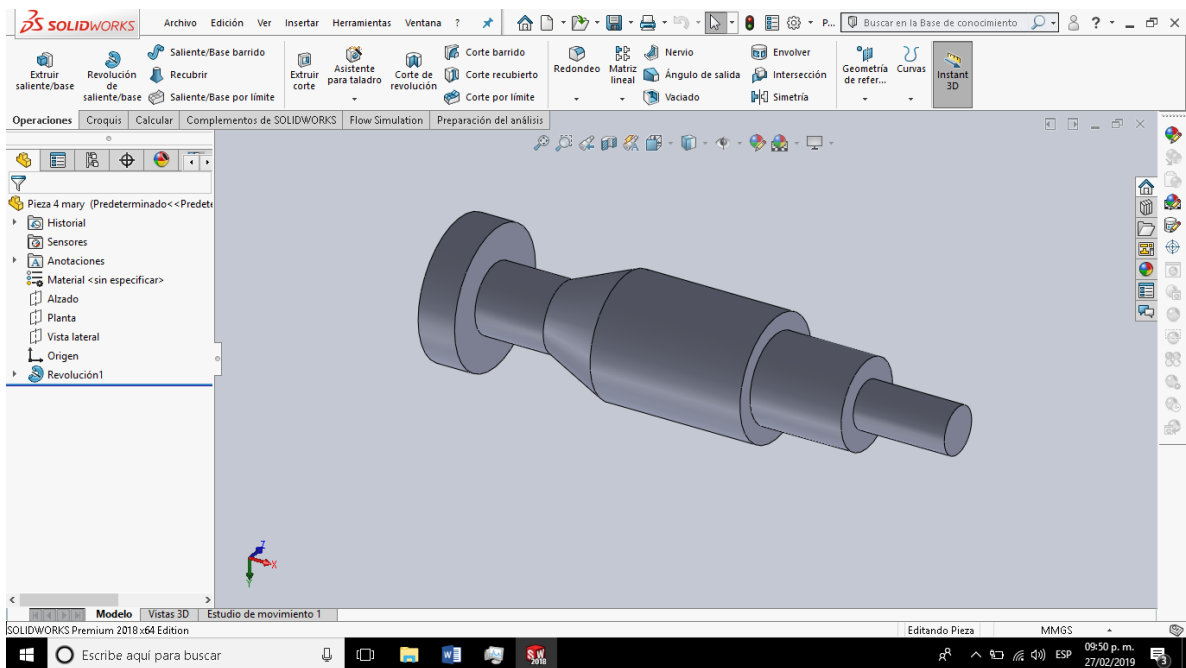 SOLIDWORKS
Archivo Edición Ver Insertar Herramientas Ventana ?
P...
Buscar en la Base de conocimiento
?
Extruir saliente/base
Revolución de saliente/base
Saliente/Base barrido
Recubrir
Saliente/Base por límite
Extruir corte
Asistente para taladro
Corte de revolución
Corte barrido
Corte recubierto
Corte por límite
Redondeo
Matriz lineal
Nervio
Ángulo de salida
Vaciado
Envolver
Intersección
Simetría
Geometría de refer...
Curvas
Instant 3D
Operaciones Croquis Calcular Complementos de SOLIDWORKS Flow Simulation Preparación del análisis
Pieza 4 mary (Predeterminado<<Predete
Historial
Sensores
Anotaciones
Material <sin especificar>
Alzado
Planta
Vista lateral
Origen
Revolución1
Z
X
Y
Modelo Vistas 3D Estudio de movimiento 1
SOLIDWORKS Premium 2018 x64 Edition
Editando Pieza
MMGS
Escribe aquí para buscar
SW
2018
ESP
09:50 p. m.
27/02/2019
3